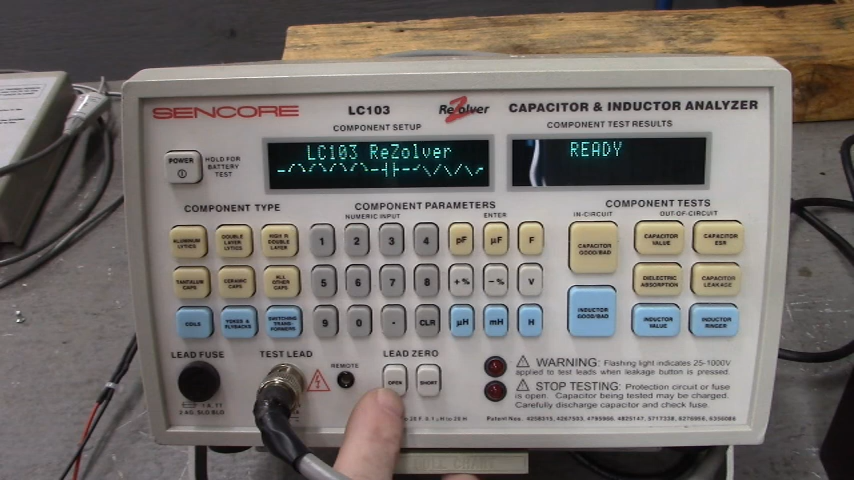 SENCORE
LC103
ReZolver
CAPACITOR & INDUCTOR ANALYZER
COMPONENT SETUP
COMPONENT TEST RESULTS
LC103 ReZolver
READY
POWER
HOLD FOR
BATTERY
TEST
COMPONENT TYPE
COMPONENT PARAMETERS
COMPONENT TESTS
NUMERIC INPUT
ENTER
IN-CIRCUIT
OUT-OF-CIRCUIT
ALUMINUM
LYTICS
DOUBLE
LAYER
LYTICS
HIGH R
DOUBLE
LAYER
1 2 3 4
pF µF F
CAPACITOR
GOOD/BAD
CAPACITOR
VALUE
CAPACITOR
ESR
TANTALUM
CAPS
CERAMIC
CAPS
ALL
OTHER
CAPS
5 6 7 8
+% -% V
DIELECTRIC
ABSORPTION
CAPACITOR
LEAKAGE
COILS
YOKES &
FLYBACKS
SWITCHING
TRANS-
FORMERS
9 0 - CLR
µH mH H
INDUCTOR
GOOD/BAD
INDUCTOR
VALUE
INDUCTOR
RINGER
LEAD FUSE
TEST LEAD
REMOTE
LEAD ZERO
OPEN
SHORT
WARNING: Flashing light indicates 25-1000V
applied to test leads when leakage button is pressed.
STOP TESTING: Protection circuit or fuse
is open. Capacitor being tested may be charged.
Carefully discharge capacitor and check fuse.
2 AG, SLO BLO